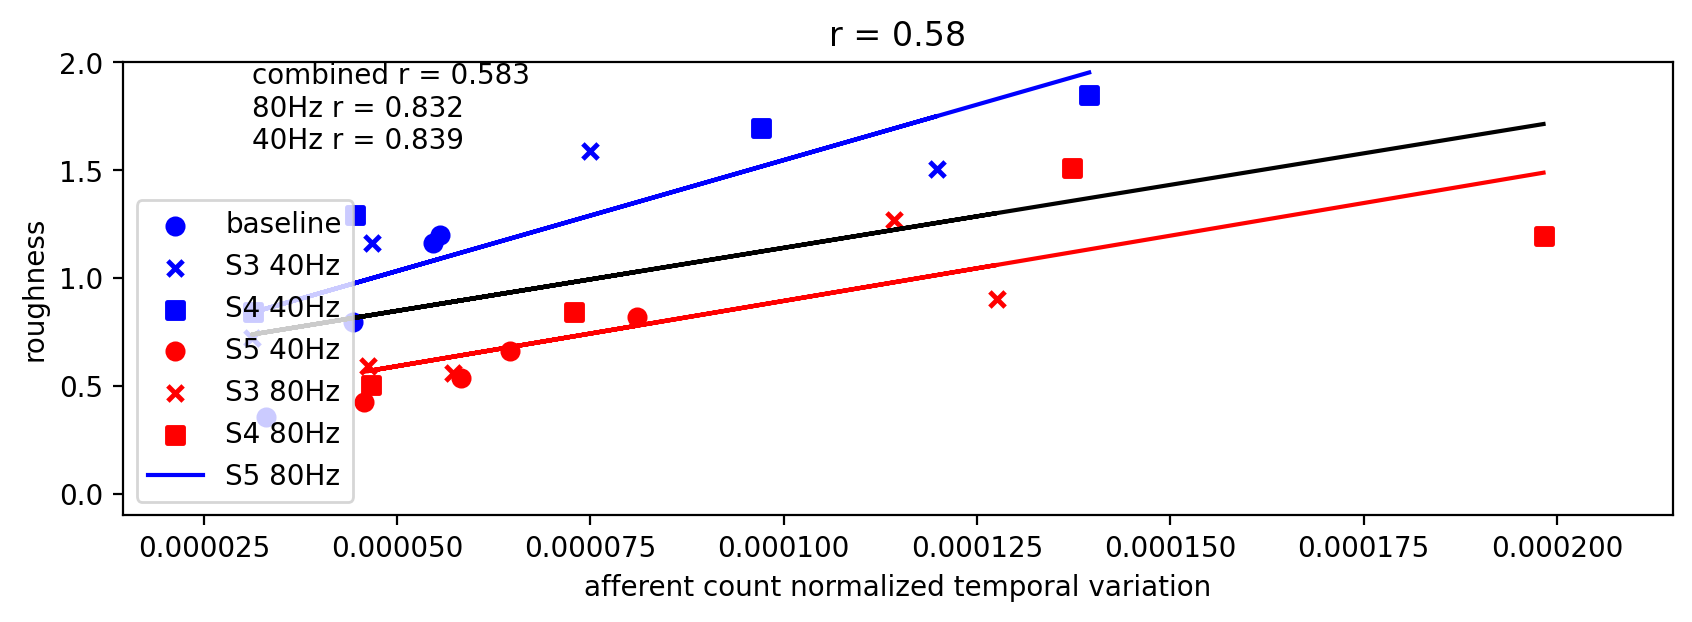 r = 0.58
combined r = 0.583
80Hz r = 0.832
40Hz r = 0.839
baseline
S3 40Hz
S4 40Hz
S5 40Hz
S3 80Hz
S4 80Hz
S5 80Hz
roughness
2.0
1.5
1.0
0.5
0.0
0.000025 0.000050 0.000075 0.000100 0.000125 0.000150 0.000175 0.000200
afferent count normalized temporal variation